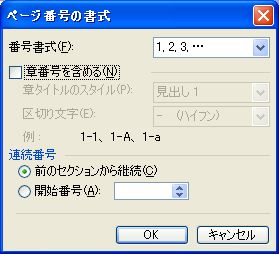 ページ番号の書式
番号書式(F): 1, 2, 3, …
章番号を含める(N)
章タイトルのスタイル(P): 見出し 1
区切り文字(E): - (ハイフン)
例: 1-1、1-A、1-a
連続番号
前のセクションから継続(C)
開始番号(A):
OK キャンセル